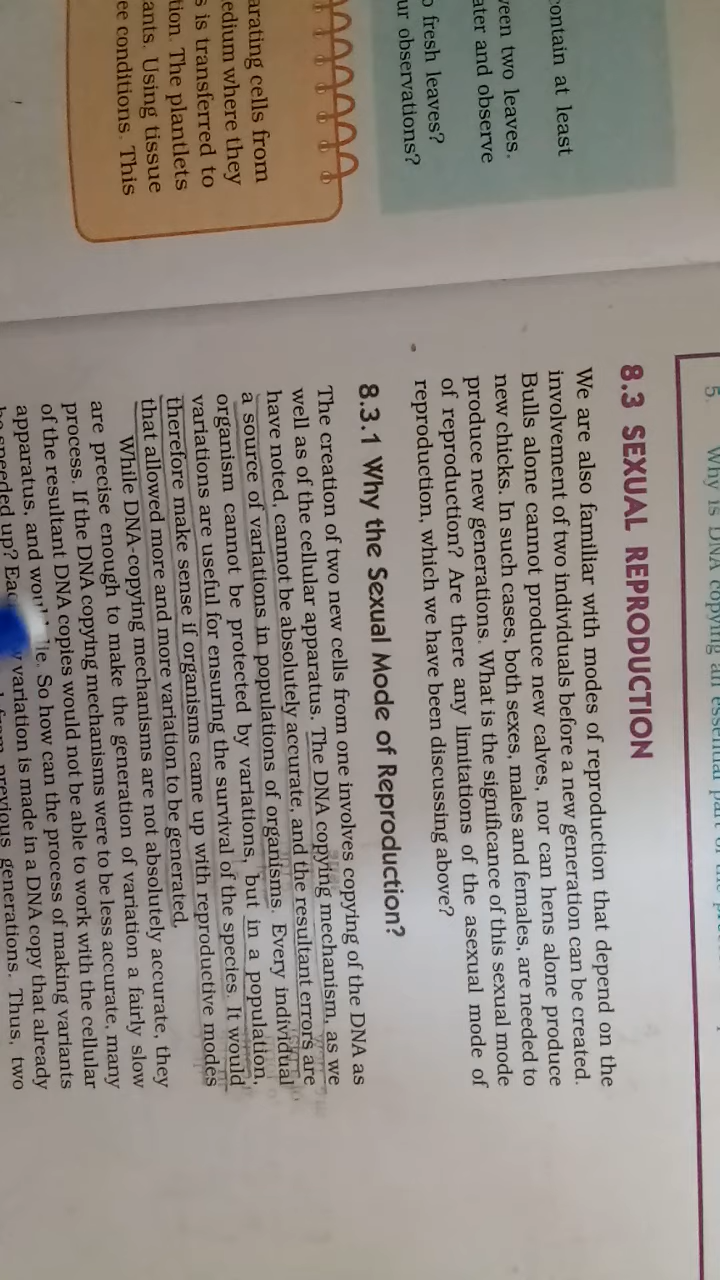 contain at least
een two leaves.
ater and observe
o fresh leaves?
ur observations?
arating cells from
edium where they
s is transferred to
tion. The plantlets
ants. Using tissue
ee conditions. This
5. Why is DNA copying an essential part of the
8.3 SEXUAL REPRODUCTION
We are also familiar with modes of reproduction that depend on the
involvement of two individuals before a new generation can be created.
Bulls alone cannot produce new calves, nor can hens alone produce
new chicks. In such cases, both sexes, males and females, are needed to
produce new generations. What is the significance of this sexual mode
of reproduction? Are there any limitations of the asexual mode of
reproduction, which we have been discussing above?
8.3.1 Why the Sexual Mode of Reproduction?
The creation of two new cells from one involves copying of the DNA as
well as of the cellular apparatus. The DNA copying mechanism, as we
have noted, cannot be absolutely accurate, and the resultant errors are
a source of variations in populations of organisms. Every individual
organism cannot be protected by variations, but in a population,
variations are useful for ensuring the survival of the species. It would
therefore make sense if organisms came up with reproductive modes
that allowed more and more variation to be generated.
While DNA-copying mechanisms are not absolutely accurate, they
are precise enough to make the generation of variation a fairly slow
process. If the DNA copying mechanisms were to be less accurate, many
of the resultant DNA copies would not be able to work with the cellular
apparatus, and So how can the process of making variants
be speeded up? variation is made in a DNA copy that already
previous generations. Thus, two